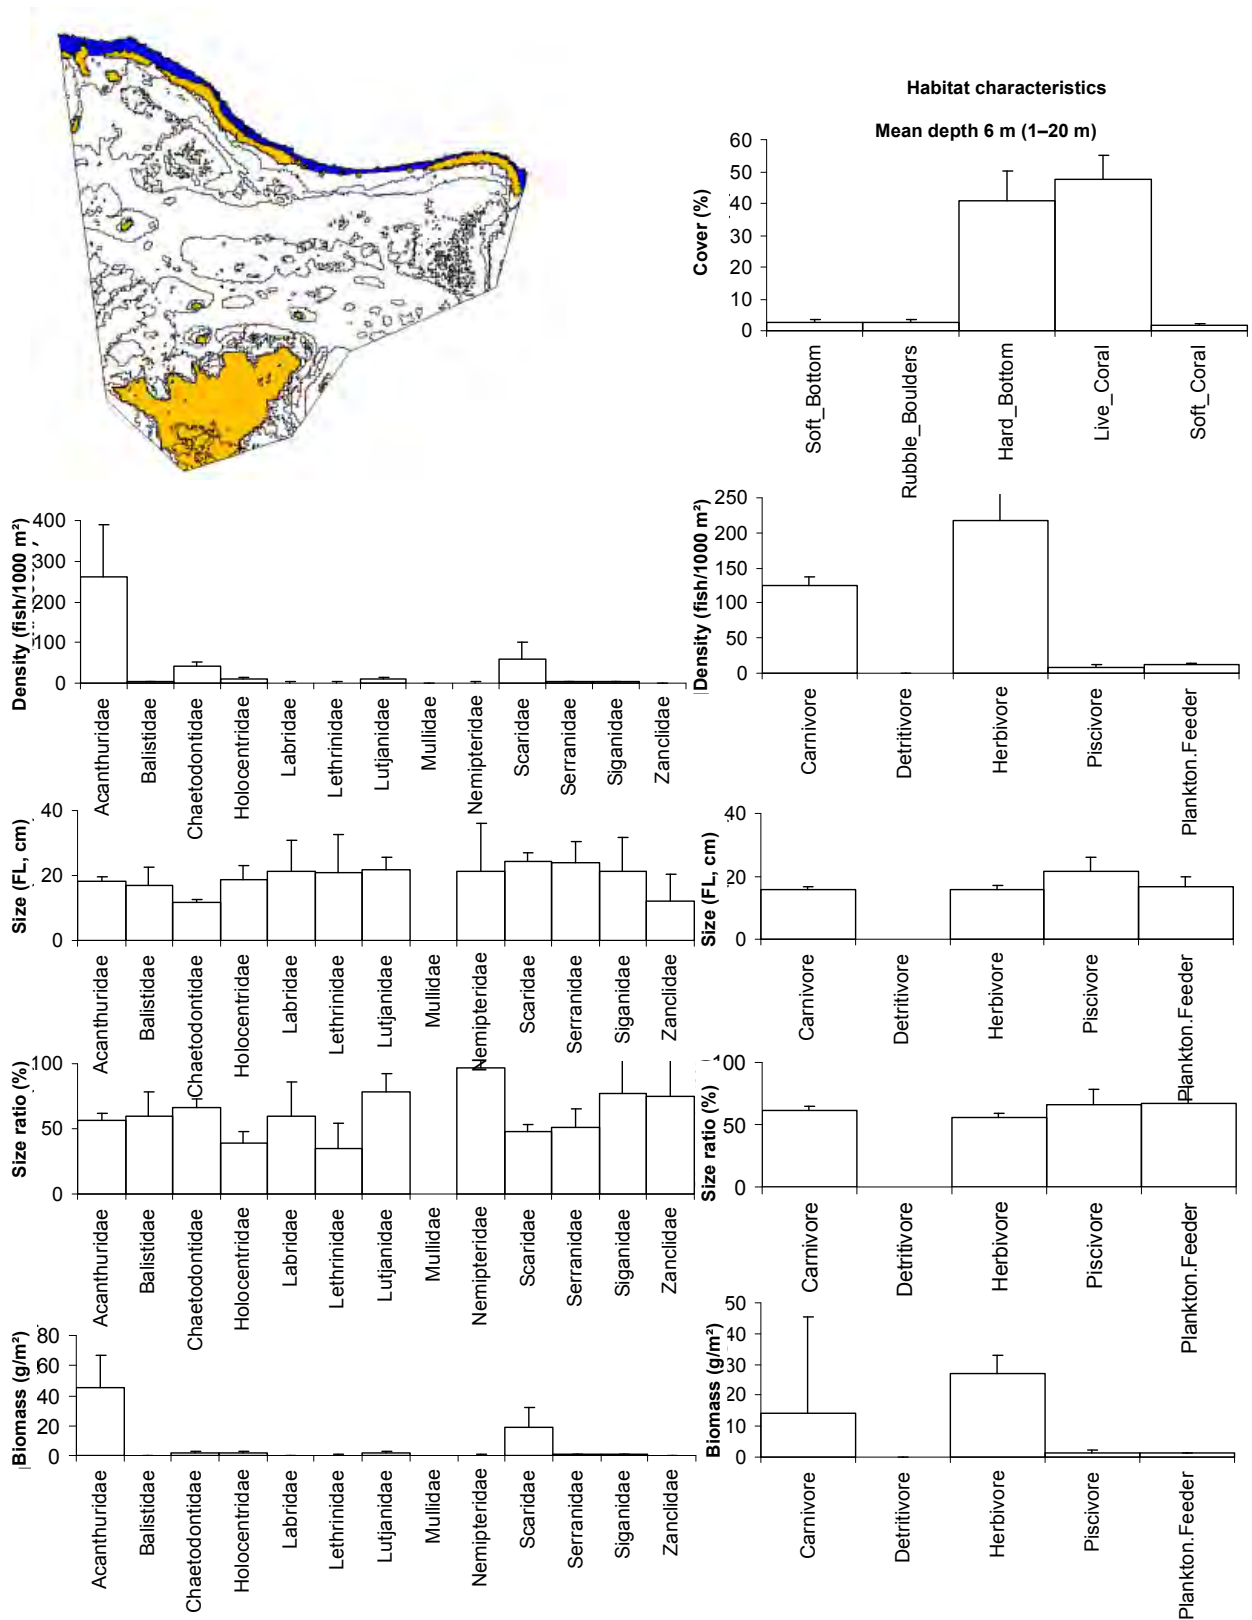 Habitat characteristics
Mean depth 6 m (1–20 m)
Cover (%)
60
50
40
30
20
10
0
Soft_Bottom
Rubble_Boulders
Hard_Bottom
Live_Coral
Soft_Coral
Density (fish/1000 m²)
400
300
200
100
0
Acanthuridae
Balistidae
Chaetodontidae
Holocentridae
Labridae
Lethrinidae
Lutjanidae
Mullidae
Nemipteridae
Scaridae
Serranidae
Siganidae
Zanclidae
Density (fish/1000 m²)
250
200
150
100
50
0
Carnivore
Detritivore
Herbivore
Piscivore
Plankton.Feeder
Size (FL, cm)
40
20
0
Acanthuridae
Balistidae
Chaetodontidae
Holocentridae
Labridae
Lethrinidae
Lutjanidae
Mullidae
Nemipteridae
Scaridae
Serranidae
Siganidae
Zanclidae
Size (FL, cm)
40
20
0
Carnivore
Detritivore
Herbivore
Piscivore
Plankton.Feeder
Size ratio (%)
100
50
0
Acanthuridae
Balistidae
Chaetodontidae
Holocentridae
Labridae
Lethrinidae
Lutjanidae
Mullidae
Nemipteridae
Scaridae
Serranidae
Siganidae
Zanclidae
Size ratio (%)
100
50
0
Carnivore
Detritivore
Herbivore
Piscivore
Plankton.Feeder
Biomass (g/m²)
80
60
40
20
0
Acanthuridae
Balistidae
Chaetodontidae
Holocentridae
Labridae
Lethrinidae
Lutjanidae
Mullidae
Nemipteridae
Scaridae
Serranidae
Siganidae
Zanclidae
Biomass (g/m²)
50
40
30
20
10
0
Carnivore
Detritivore
Herbivore
Piscivore
Plankton.Feeder